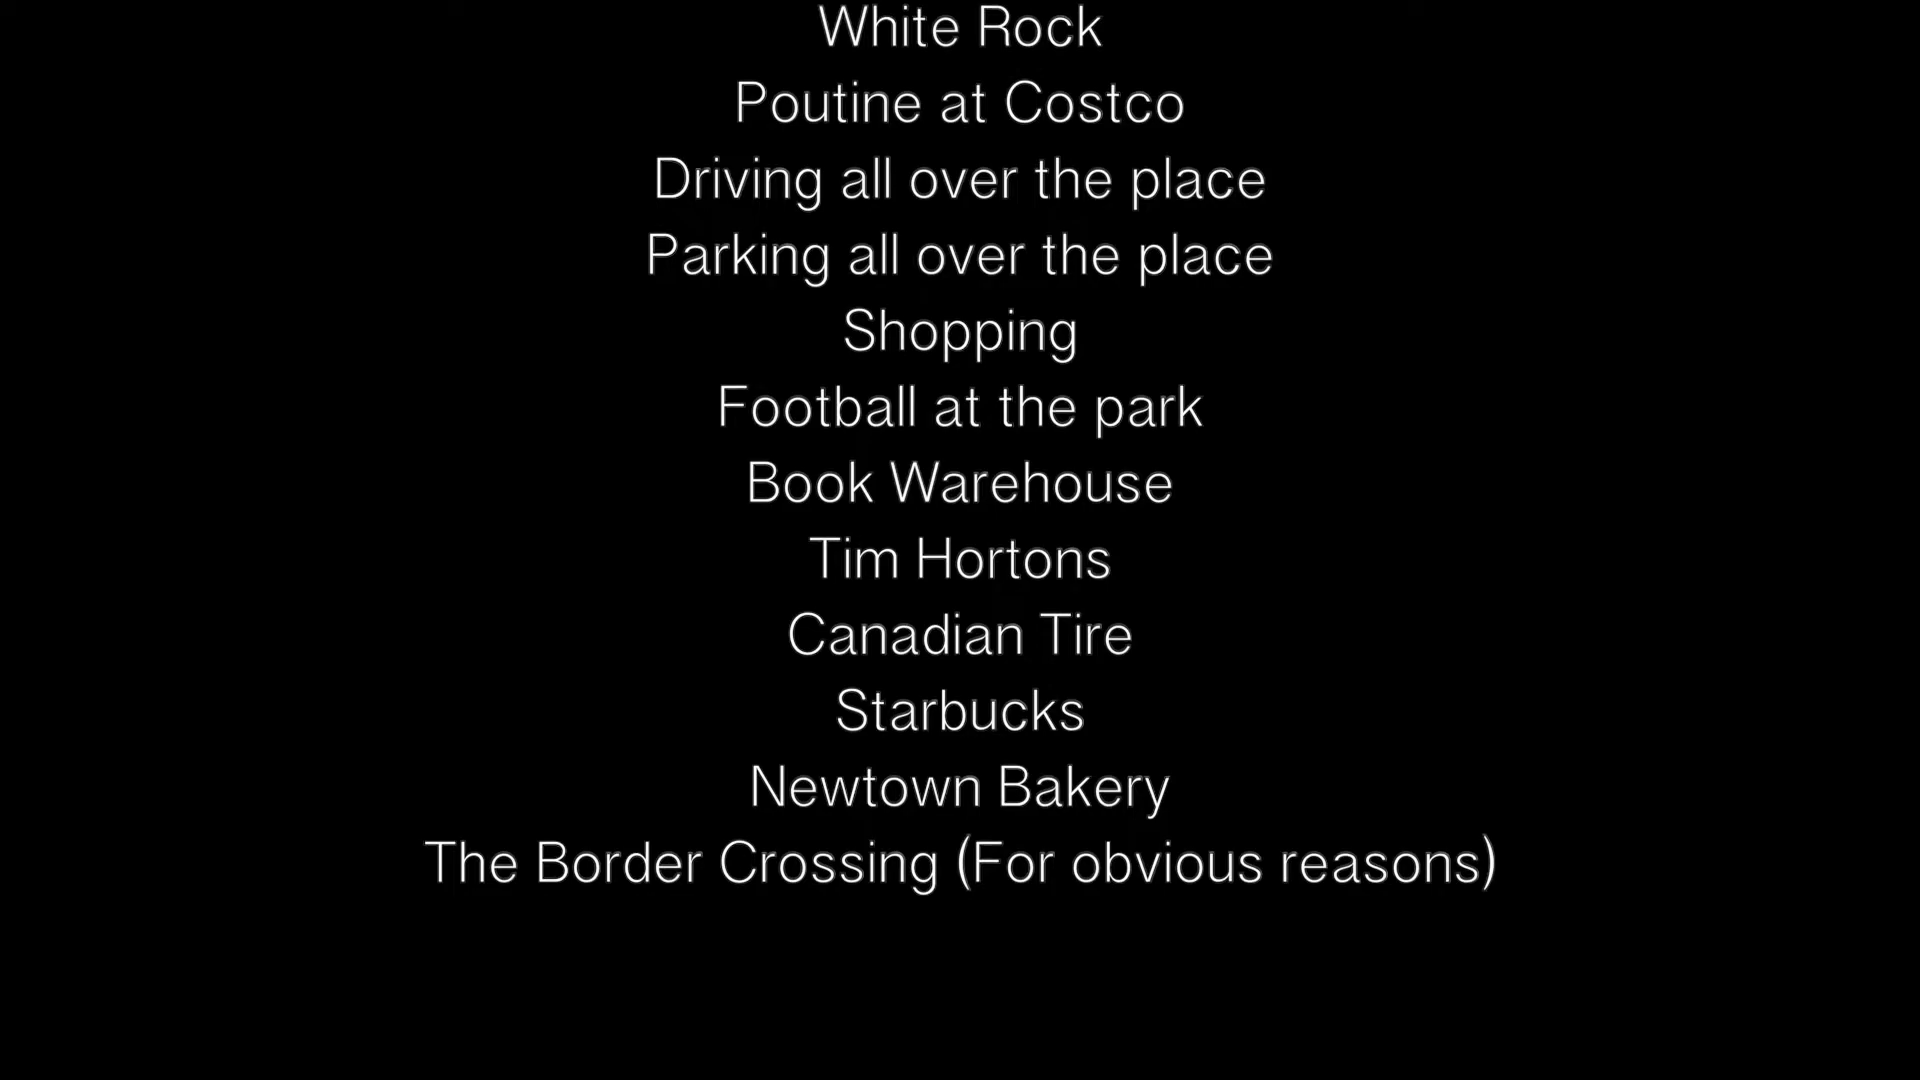 White Rock
Poutine at Costco
Driving all over the place
Parking all over the place
Shopping
Football at the park
Book Warehouse
Tim Hortons
Canadian Tire
Starbucks
Newtown Bakery
The Border Crossing (For obvious reasons)